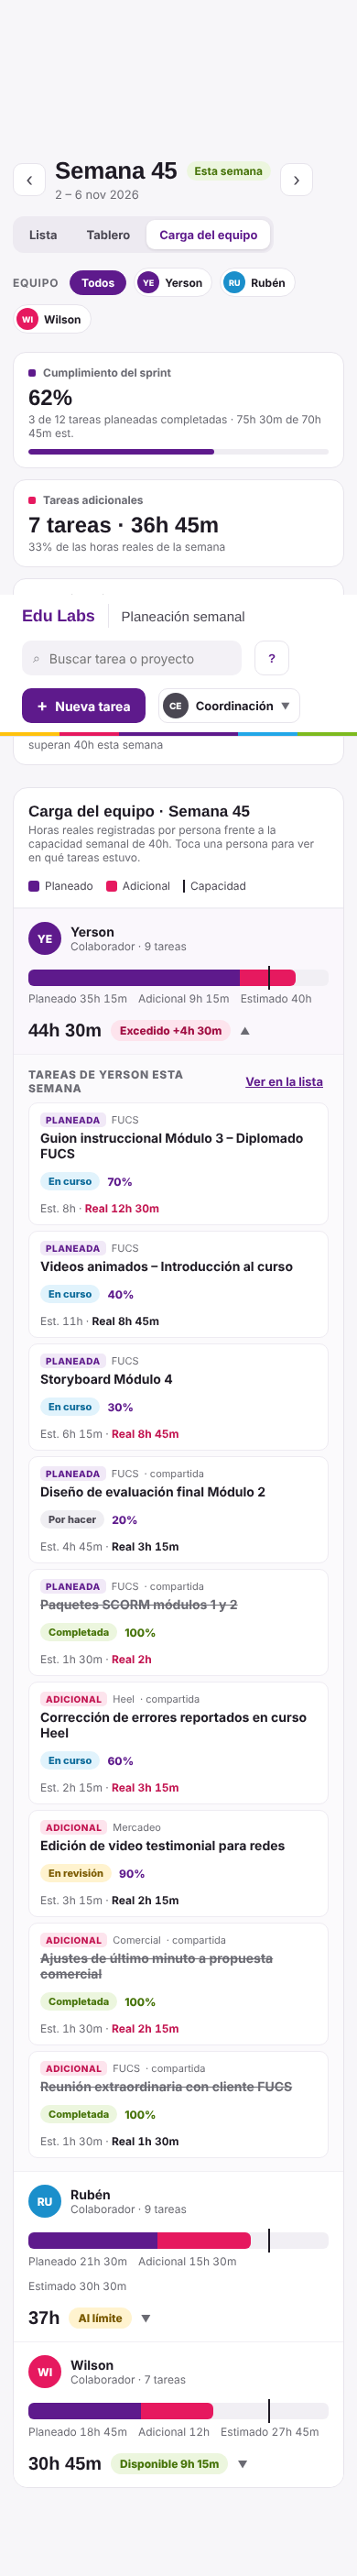 ‹ Semana 45 Esta semana ›
2 – 6 nov 2026
Lista Tablero Carga del equipo
EQUIPO Todos YE Yerson RU Rubén
WI Wilson
Cumplimiento del sprint
62%
3 de 12 tareas planeadas completadas · 75h 30m de 70h
45m est.
Tareas adicionales
7 tareas · 36h 45m
33% de las horas reales de la semana
Edu Labs Planeación semanal
Buscar tarea o proyecto ?
+ Nueva tarea CE Coordinación ▼
superan 40h esta semana
Carga del equipo · Semana 45
Horas reales registradas por persona frente a la
capacidad semanal de 40h. Toca una persona para ver
en qué tareas estuvo.
Planeado Adicional Capacidad
YE Yerson
Colaborador · 9 tareas
Planeado 35h 15m Adicional 9h 15m Estimado 40h
44h 30m Excedido +4h 30m ▲
TAREAS DE YERSON ESTA
SEMANA
Ver en la lista
PLANEADA FUCS
Guion instruccional Módulo 3 – Diplomado
FUCS
En curso 70%
Est. 8h · Real 12h 30m
PLANEADA FUCS
Videos animados – Introducción al curso
En curso 40%
Est. 11h · Real 8h 45m
PLANEADA FUCS
Storyboard Módulo 4
En curso 30%
Est. 6h 15m · Real 8h 45m
PLANEADA FUCS · compartida
Diseño de evaluación final Módulo 2
Por hacer 20%
Est. 4h 45m · Real 3h 15m
PLANEADA FUCS · compartida
Paquetes SCORM módulos 1 y 2
Completada 100%
Est. 1h 30m · Real 2h
ADICIONAL Heel · compartida
Corrección de errores reportados en curso
Heel
En curso 60%
Est. 2h 15m · Real 3h 15m
ADICIONAL Mercadeo
Edición de video testimonial para redes
En revisión 90%
Est. 3h 15m · Real 2h 15m
ADICIONAL Comercial · compartida
Ajustes de último minuto a propuesta
comercial
Completada 100%
Est. 1h 30m · Real 2h 15m
ADICIONAL FUCS · compartida
Reunión extraordinaria con cliente FUCS
Completada 100%
Est. 1h 30m · Real 1h 30m
RU Rubén
Colaborador · 9 tareas
Planeado 21h 30m Adicional 15h 30m
Estimado 30h 30m
37h Al límite ▼
WI Wilson
Colaborador · 7 tareas
Planeado 18h 45m Adicional 12h Estimado 27h 45m
30h 45m Disponible 9h 15m ▼